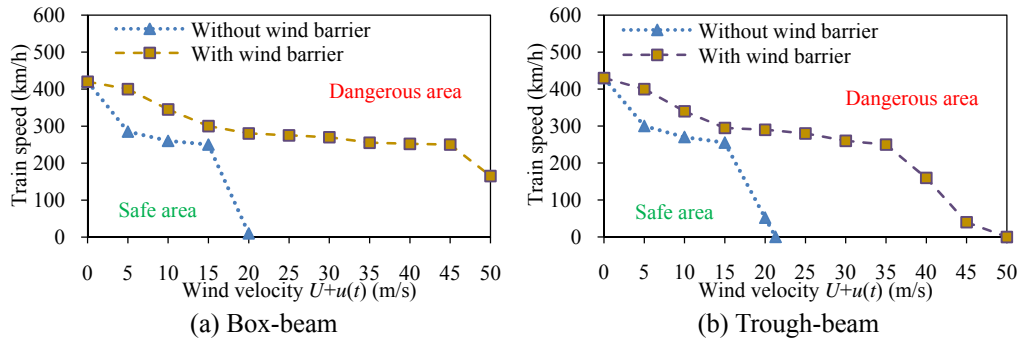 600
500
400
300
200
100
0
Train speed (km/h)
Without wind barrier
With wind barrier
Dangerous area
Safe area
0 5 10 15 20 25 30 35 40 45 50
Wind velocity U+u(t) (m/s)
(a) Box-beam
600
500
400
300
200
100
0
Train speed (km/h)
Without wind barrier
With wind barrier
Dangerous area
Safe area
0 5 10 15 20 25 30 35 40 45 50
Wind velocity U+u(t) (m/s)
(b) Trough-beam